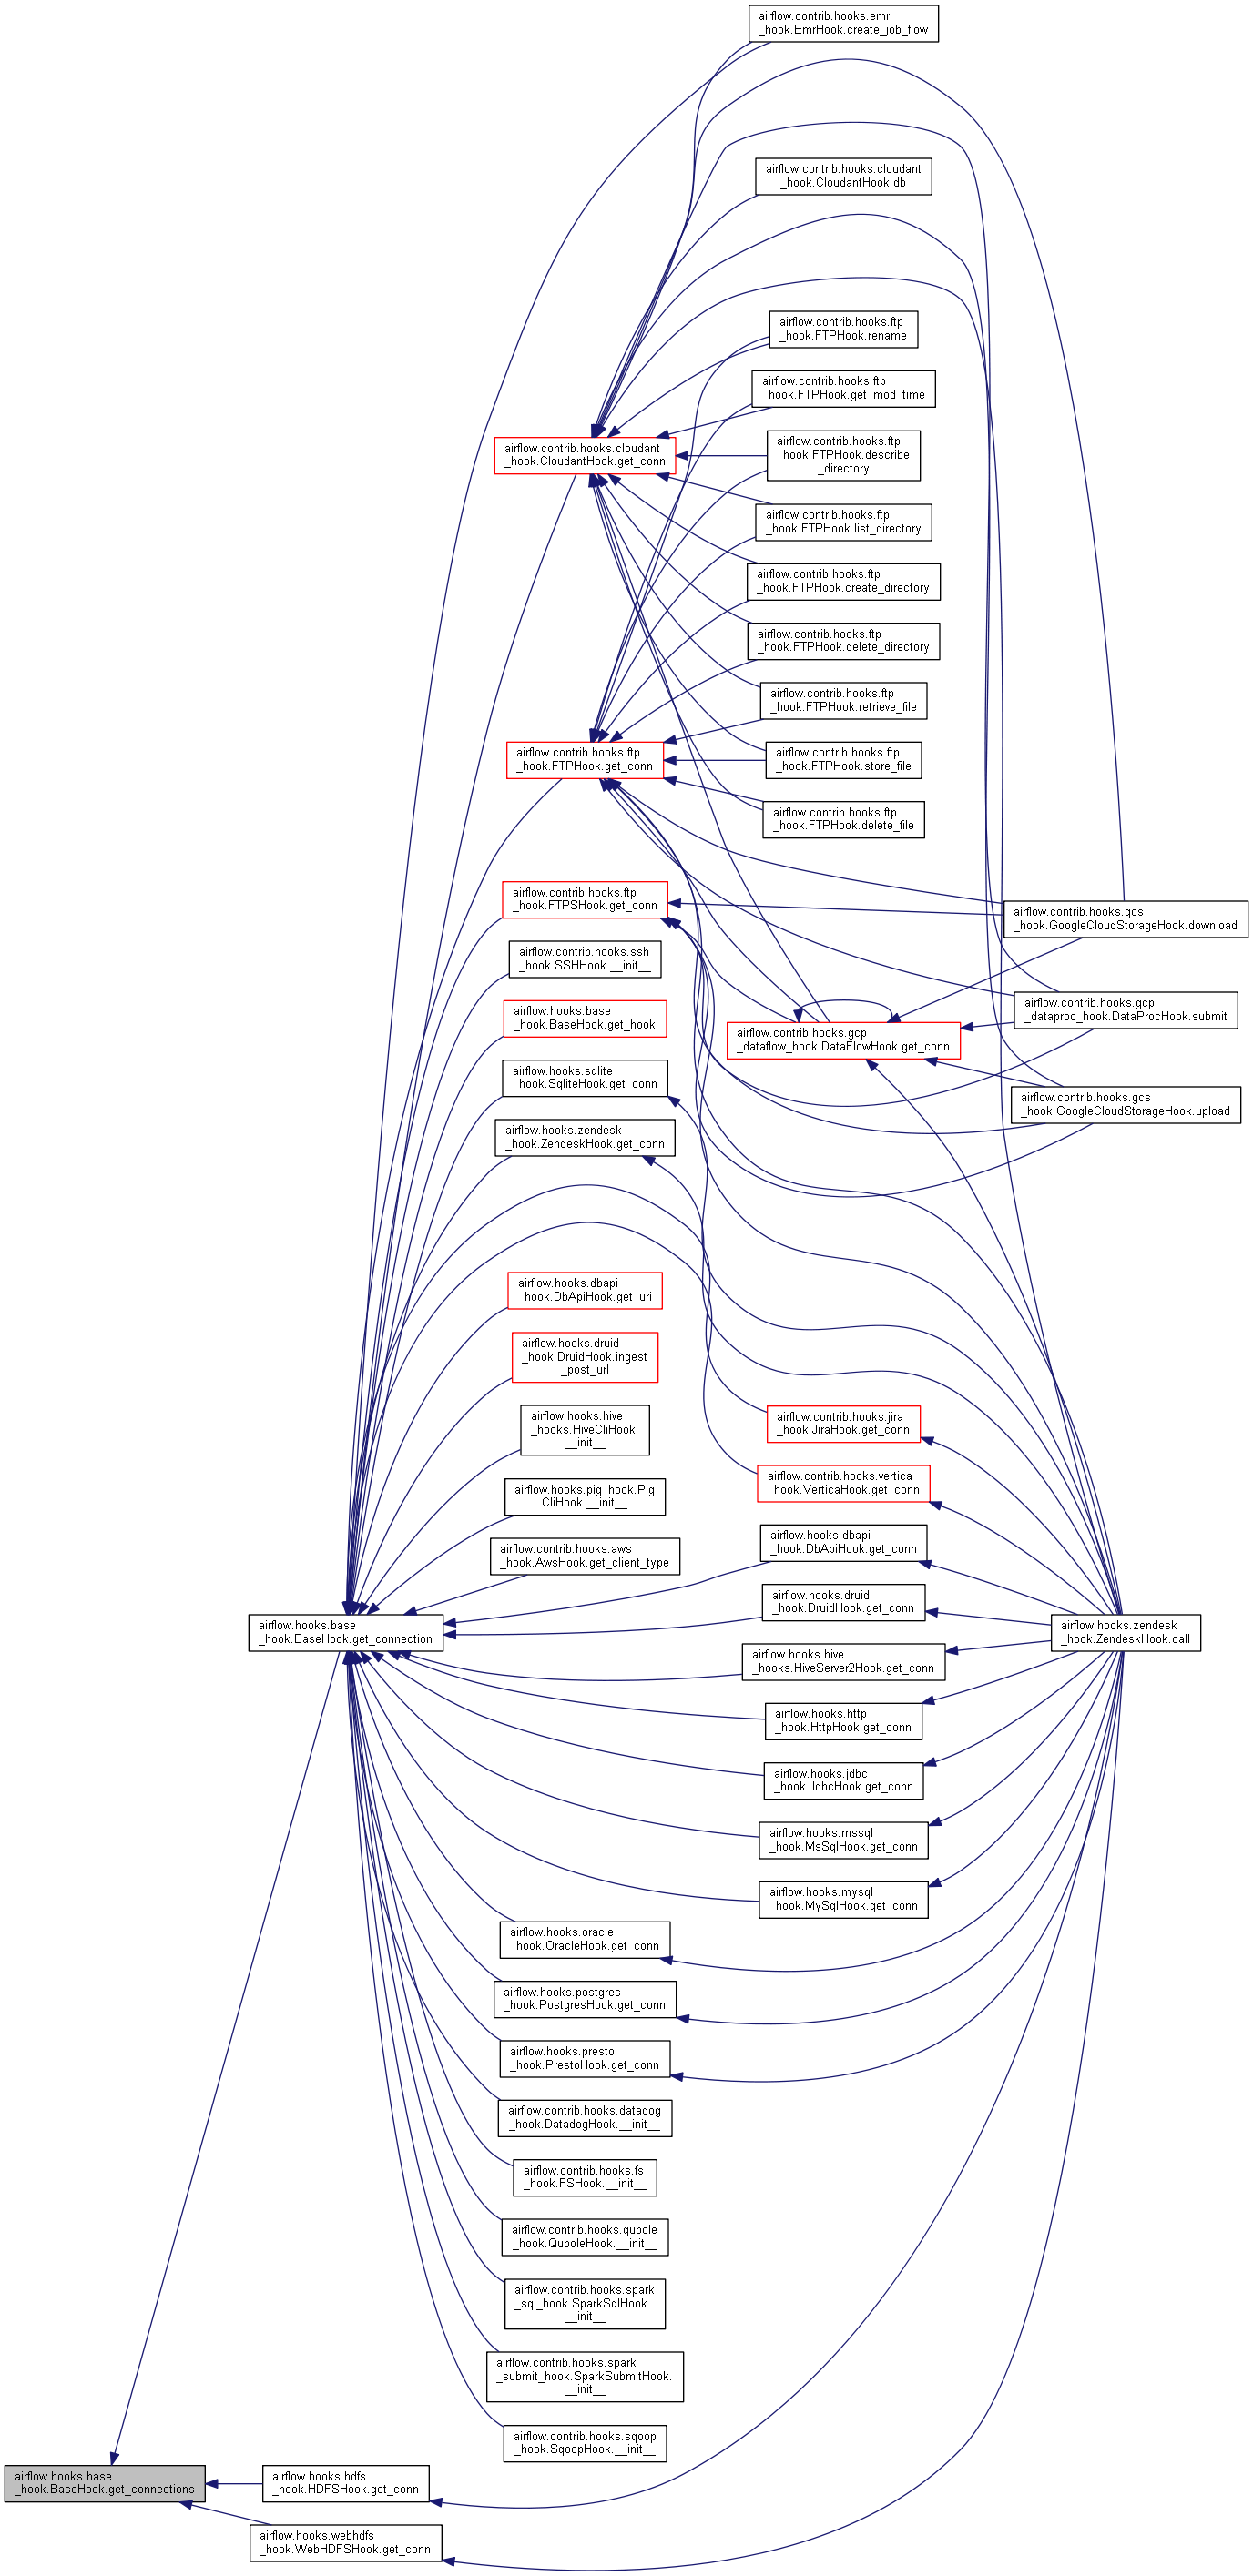 airflow.contrib.hooks.emr
_hook.EmrHook.create_job_flow
airflow.contrib.hooks.cloudant
_hook.CloudantHook.db
airflow.contrib.hooks.ftp
_hook.FTPHook.rename
airflow.contrib.hooks.ftp
_hook.FTPHook.get_mod_time
airflow.contrib.hooks.ftp
_hook.FTPHook.describe
_directory
airflow.contrib.hooks.cloudant
_hook.CloudantHook.get_conn
airflow.contrib.hooks.ftp
_hook.FTPHook.list_directory
airflow.contrib.hooks.ftp
_hook.FTPHook.create_directory
airflow.contrib.hooks.ftp
_hook.FTPHook.delete_directory
airflow.contrib.hooks.ftp
_hook.FTPHook.retrieve_file
airflow.contrib.hooks.ftp
_hook.FTPHook.get_conn
airflow.contrib.hooks.ftp
_hook.FTPHook.store_file
airflow.contrib.hooks.ftp
_hook.FTPHook.delete_file
airflow.contrib.hooks.ftp
_hook.FTPSHook.get_conn
airflow.contrib.hooks.gcs
_hook.GoogleCloudStorageHook.download
airflow.contrib.hooks.ssh
_hook.SSHHook.__init__
airflow.contrib.hooks.gcp
_dataproc_hook.DataProcHook.submit
airflow.hooks.base
_hook.BaseHook.get_hook
airflow.contrib.hooks.gcp
_dataflow_hook.DataFlowHook.get_conn
airflow.hooks.sqlite
_hook.SqliteHook.get_conn
airflow.contrib.hooks.gcs
_hook.GoogleCloudStorageHook.upload
airflow.hooks.zendesk
_hook.ZendeskHook.get_conn
airflow.hooks.dbapi
_hook.DbApiHook.get_uri
airflow.hooks.druid
_hook.DruidHook.ingest
_post_url
airflow.hooks.hive
_hooks.HiveCliHook.
__init__
airflow.contrib.hooks.jira
_hook.JiraHook.get_conn
airflow.hooks.pig_hook.Pig
CliHook.__init__
airflow.contrib.hooks.vertica
_hook.VerticaHook.get_conn
airflow.contrib.hooks.aws
_hook.AwsHook.get_client_type
airflow.hooks.dbapi
_hook.DbApiHook.get_conn
airflow.hooks.druid
_hook.DruidHook.get_conn
airflow.hooks.base
_hook.BaseHook.get_connection
airflow.hooks.zendesk
_hook.ZendeskHook.call
airflow.hooks.hive
_hooks.HiveServer2Hook.get_conn
airflow.hooks.http
_hook.HttpHook.get_conn
airflow.hooks.jdbc
_hook.JdbcHook.get_conn
airflow.hooks.mssql
_hook.MsSqlHook.get_conn
airflow.hooks.mysql
_hook.MySqlHook.get_conn
airflow.hooks.oracle
_hook.OracleHook.get_conn
airflow.hooks.postgres
_hook.PostgresHook.get_conn
airflow.hooks.presto
_hook.PrestoHook.get_conn
airflow.contrib.hooks.datadog
_hook.DatadogHook.__init__
airflow.contrib.hooks.fs
_hook.FSHook.__init__
airflow.contrib.hooks.qubole
_hook.QuboleHook.__init__
airflow.contrib.hooks.spark
_sql_hook.SparkSqlHook.
__init__
airflow.contrib.hooks.spark
_submit_hook.SparkSubmitHook.
__init__
airflow.contrib.hooks.sqoop
_hook.SqoopHook.__init__
airflow.hooks.base
_hook.BaseHook.get_connections
airflow.hooks.hdfs
_hook.HDFSHook.get_conn
airflow.hooks.webhdfs
_hook.WebHDFSHook.get_conn